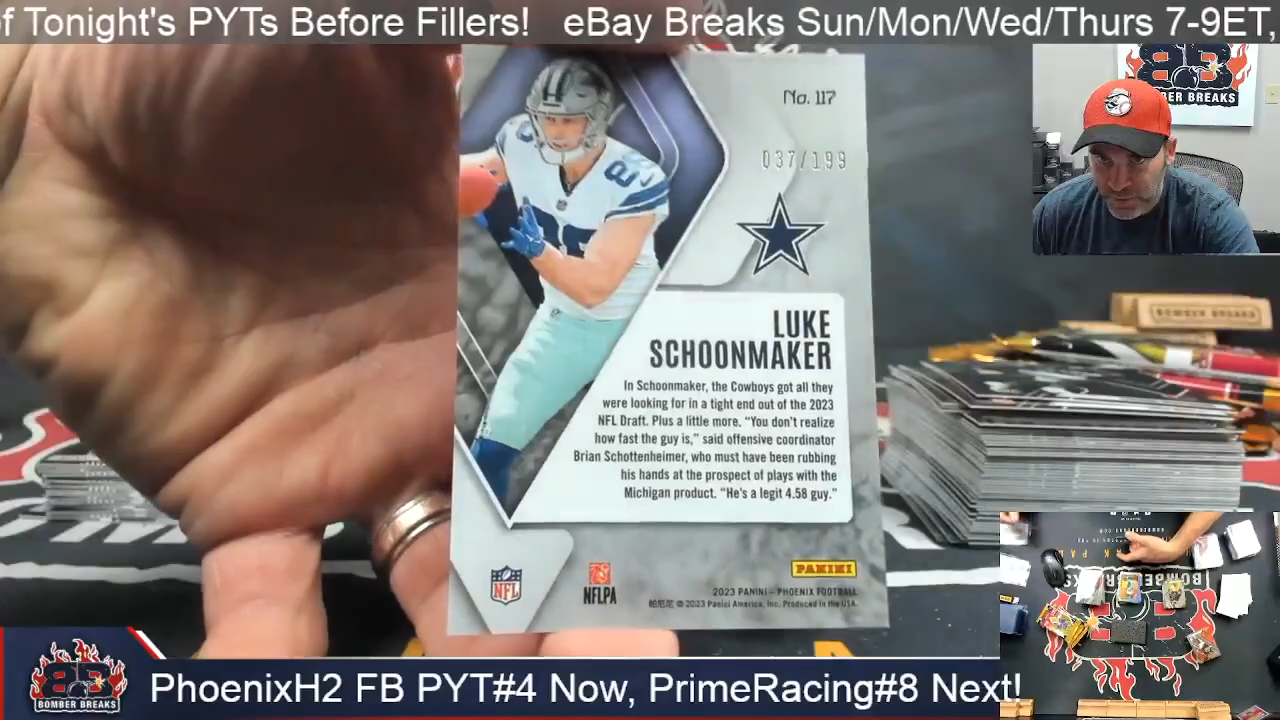 of Tonight's PYTs Before Fillers! eBay Breaks Sun/Mon/Wed/Thurs 7-9ET,
BOMBER BREAKS
No. 117
037/199
LUKE
SCHOONMAKER
In Schoonmaker, the Cowboys got all they
were looking for in a tight end out of the 2023
NFL Draft. Plus a little more. “You don't realize
how fast the guy is,” said offensive coordinator
Brian Schottenheimer, who must have been rubbing
his hands at the prospect of plays with the
Michigan product. “He's a legit 4.58 guy.”
PANINI
NFL
NFLPA
2023 PANINI – PHOENIX FOOTBALL
帕尼尼 © 2023 Panini America, Inc. Produced in the USA.
BOMBER BREAKS
BOMBER BREAKS
PhoenixH2 FB PYT#4 Now, PrimeRacing#8 Next!